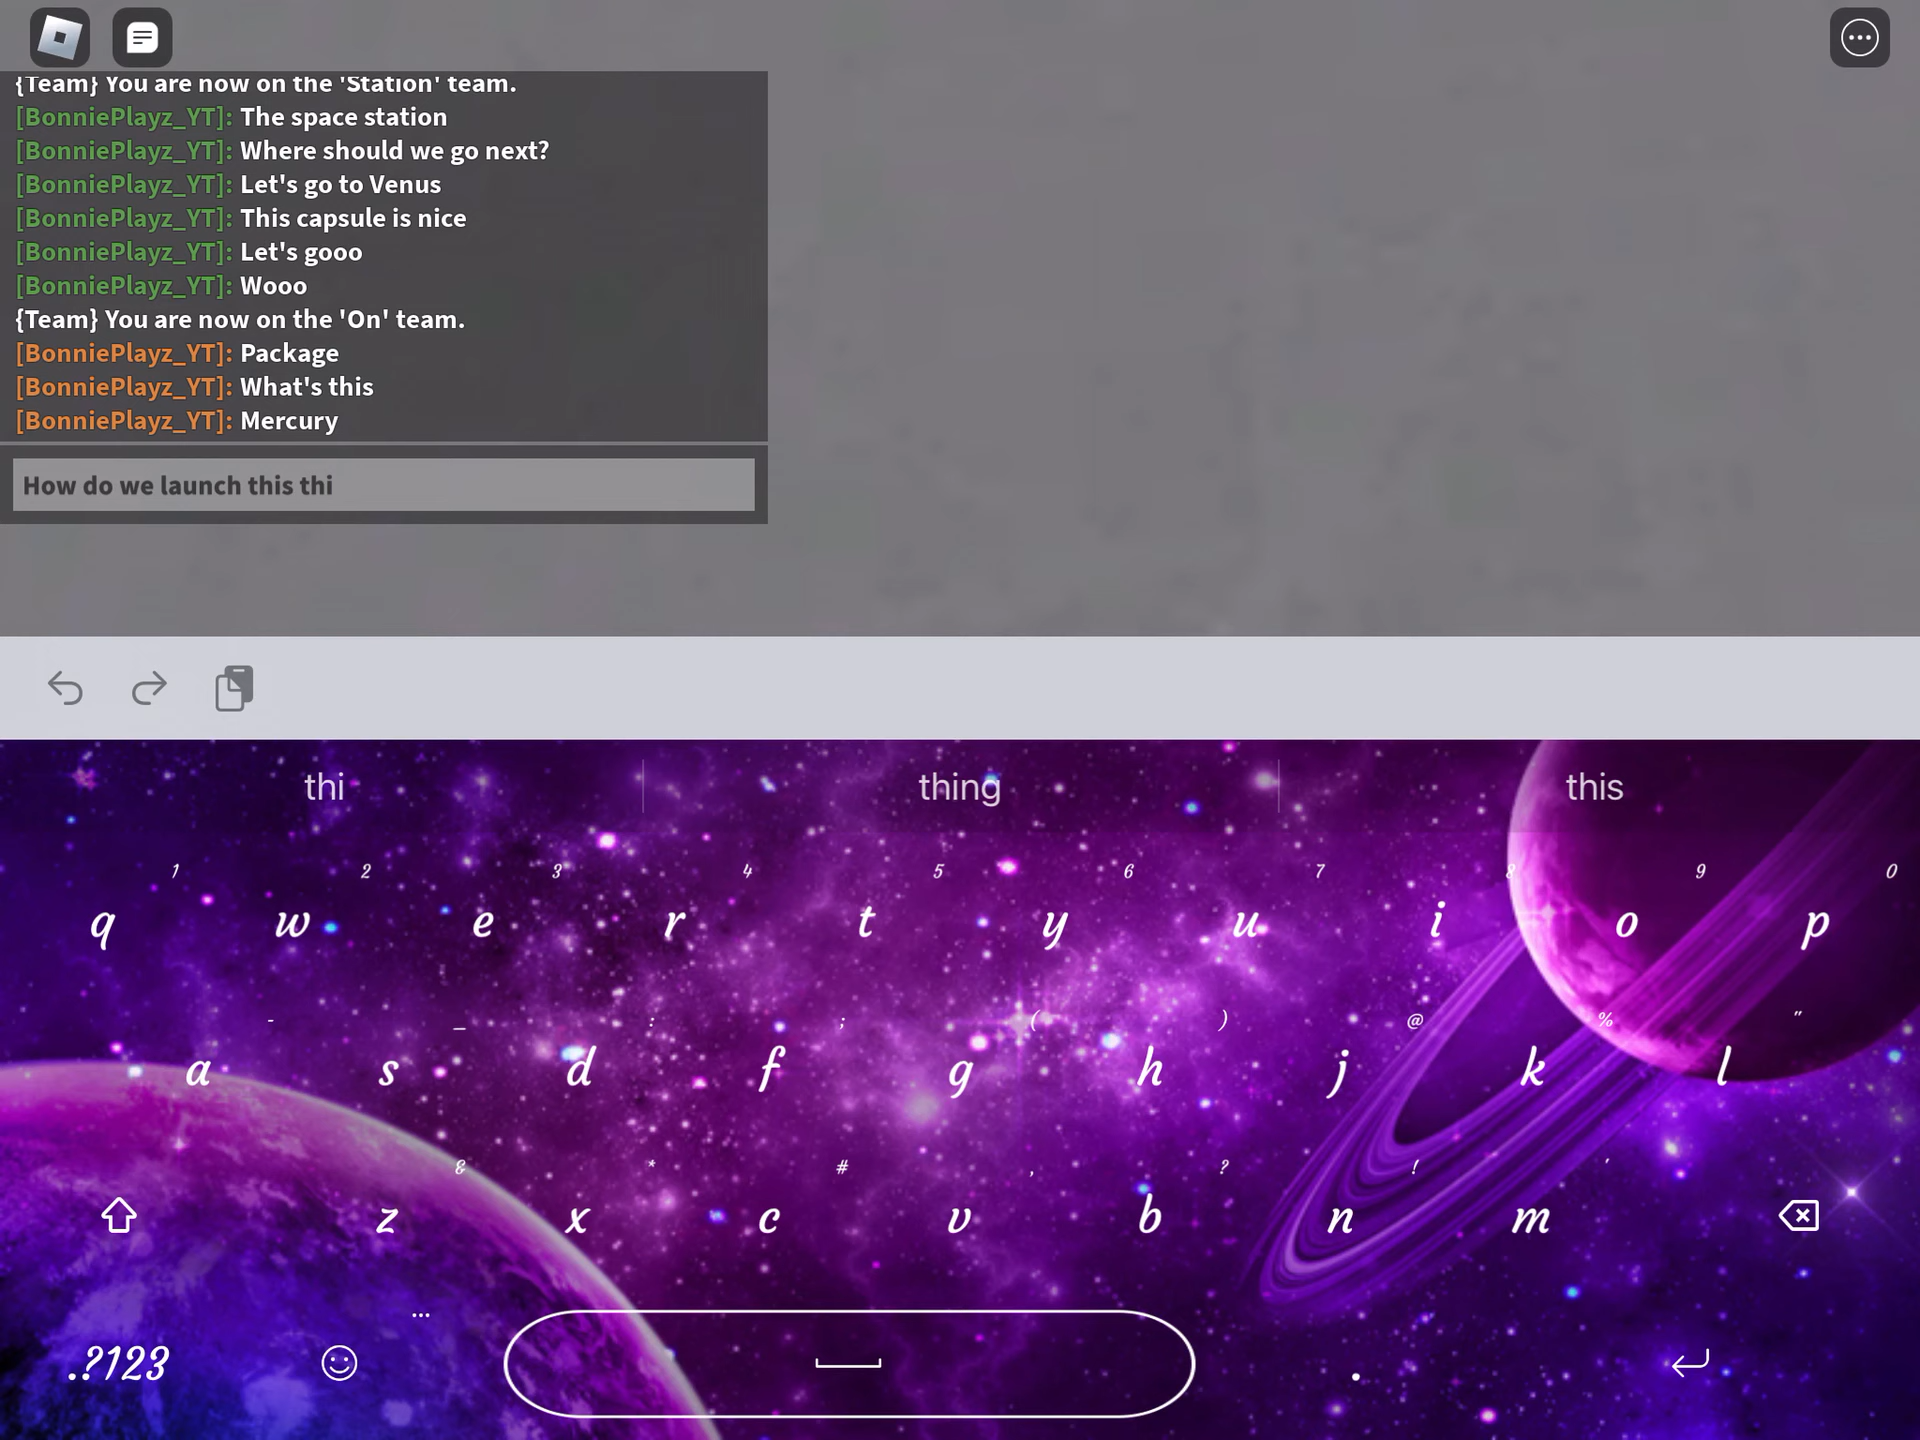 {Team} You are now on the 'Station' team.
[BonniePlayz_YT]: The space station
[BonniePlayz_YT]: Where should we go next?
[BonniePlayz_YT]: Let's go to Venus
[BonniePlayz_YT]: This capsule is nice
[BonniePlayz_YT]: Let's gooo
[BonniePlayz_YT]: Wooo
{Team} You are now on the 'On' team.
[BonniePlayz_YT]: Package
[BonniePlayz_YT]: What's this
[BonniePlayz_YT]: Mercury
How do we launch this thi
thi thing this
1 2 3 4 5 6 7 8 9 0
q w e r t y u i o p
- _ : ; ( ) @ % "
a s d f g h j k l
& * # , ? ! '
z x c v b n m
.?123 .